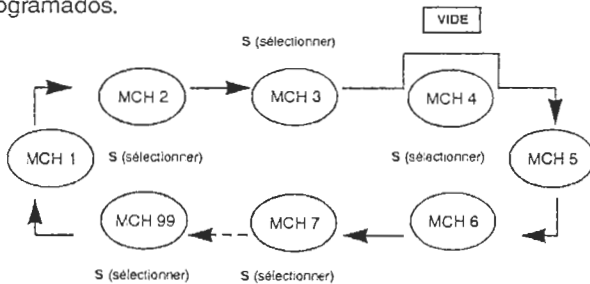 ogramados.
VIDE
S (sélectionner)
MCH 2
MCH 3
MCH 4
MCH 1
S (sélectionner)
S (sélectionner)
MCH 5
MCH 99
MCH 7
MCH 6
S (sélectionner)
S (sélectionner)